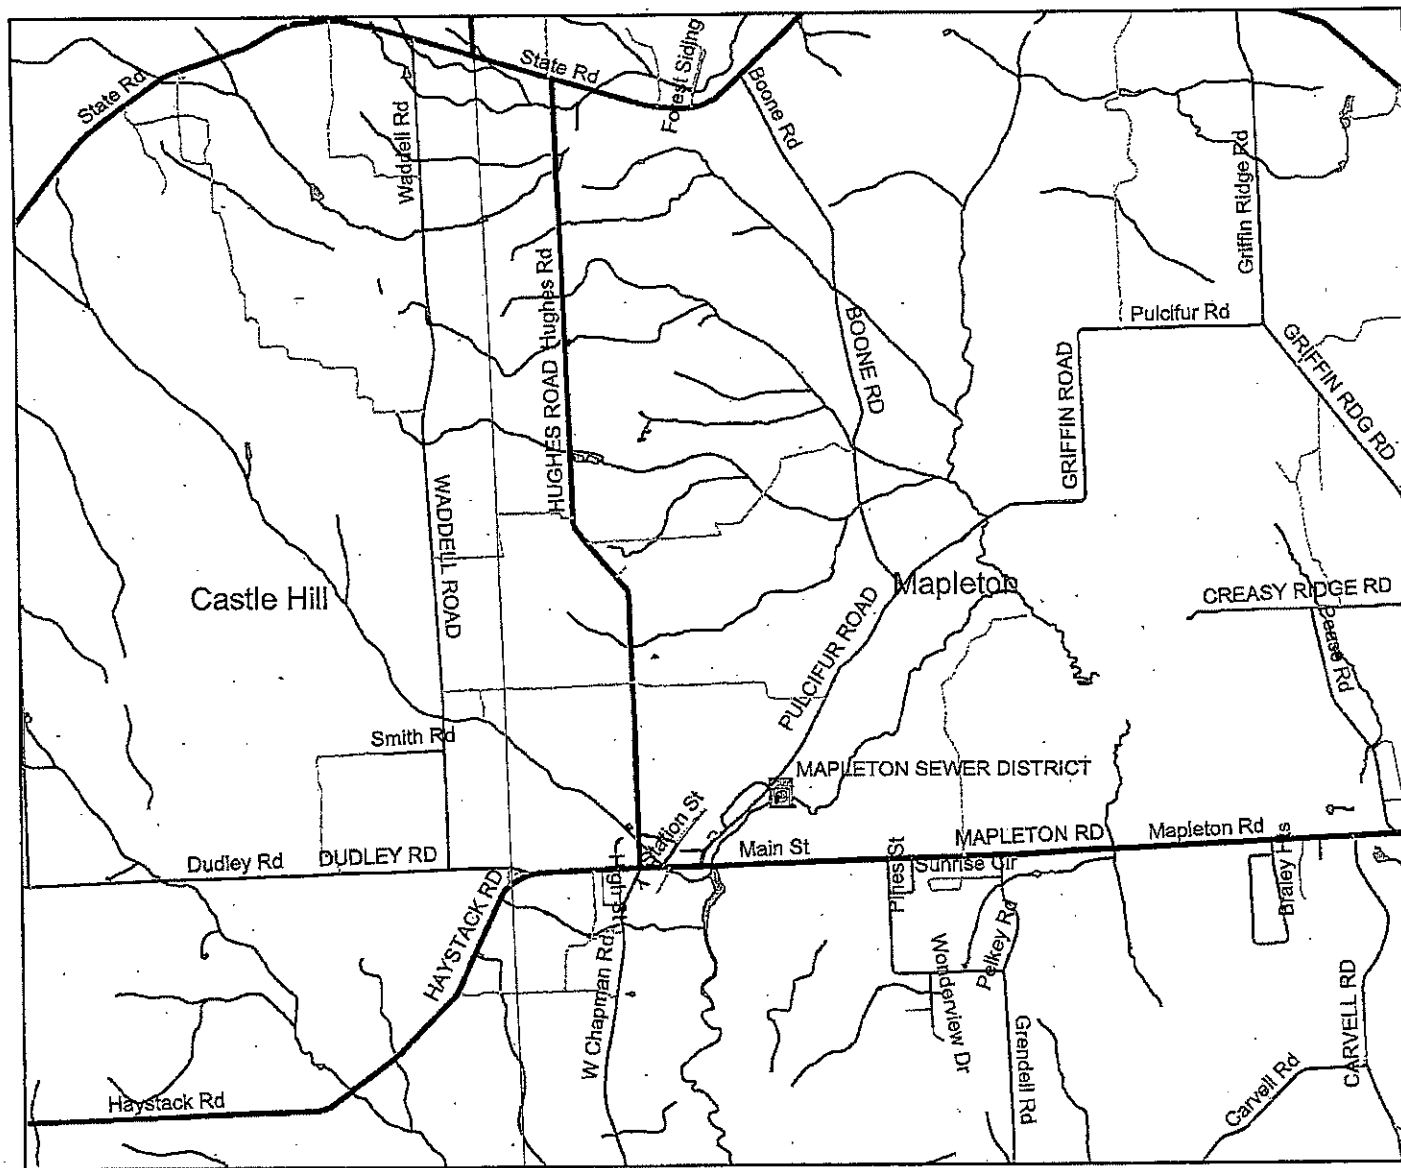 State Rd
State Rd
Forest Siding
Boone Rd
Waddell Rd
Griffin Ridge Rd
Hughes Rd
Pulcifur Rd
BOONE RD
GRIFFIN ROAD
GRIFFIN RDG RD
HUGHES ROAD
WADDELL ROAD
Castle Hill
Mapleton
CREASY RIDGE RD
Pease Rd
PULCIFUR ROAD
Smith Rd
MAPLETON SEWER DISTRICT
Station St
Main St
MAPLETON RD
Mapleton Rd
Dudley Rd
DUDLEY RD
High St
Pines St
Sunrise Cir
Braley Hts
HAYSTACK RD
Pelkey Rd
W Chapman Rd
Wonderview Dr
Grendell Rd
CARVELL RD
Carvell Rd
Haystack Rd